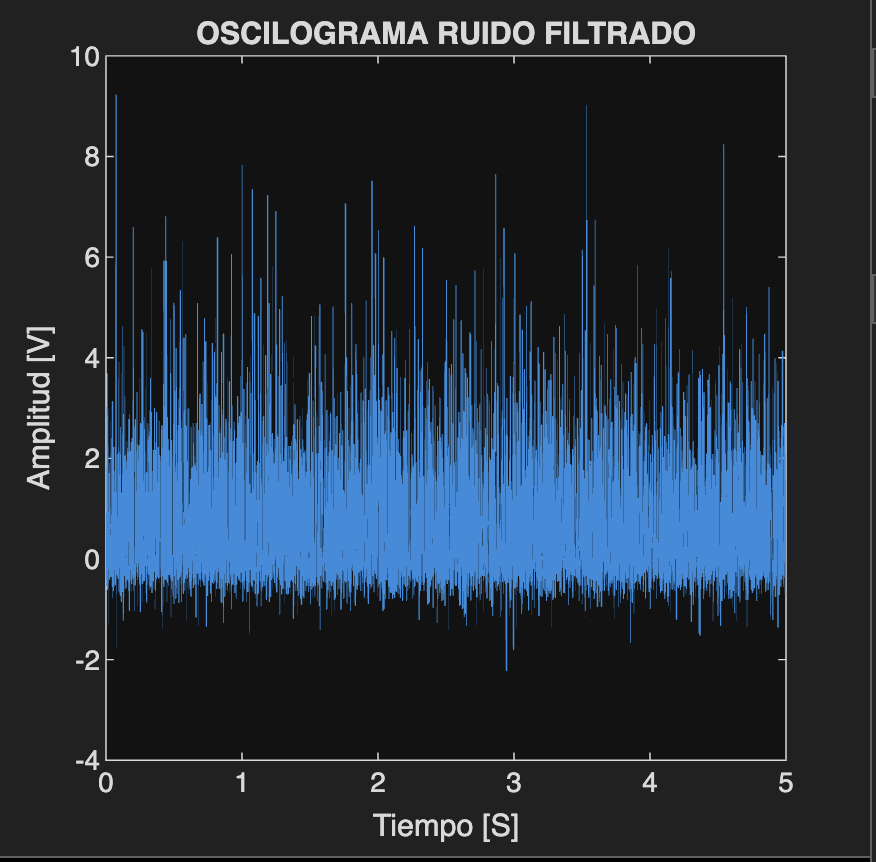 OSCILOGRAMA RUIDO FILTRADO
10
8
6
4
2
0
-2
-4
0 1 2 3 4 5
Amplitud [V]
Tiempo [S]